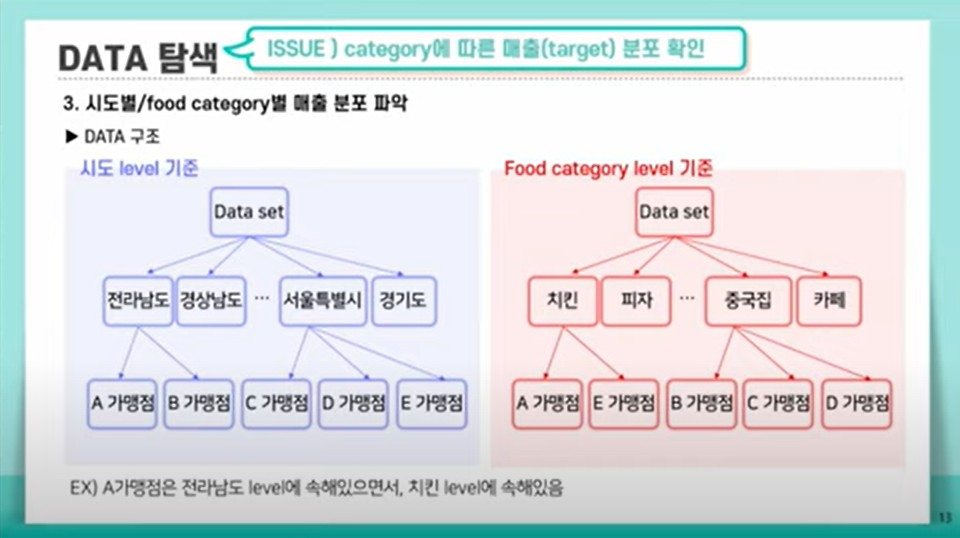 DATA 탐색
ISSUE ) category에 따른 매출(target) 분포 확인
3. 시도별/food category별 매출 분포 파악
▶ DATA 구조
시도 level 기준
Data set
전라남도 경상남도 ... 서울특별시 경기도
A 가맹점 B 가맹점 C 가맹점 D 가맹점 E 가맹점
Food category level 기준
Data set
치킨 피자 ... 중국집 카페
A 가맹점 E 가맹점 B 가맹점 C 가맹점 D 가맹점
EX) A가맹점은 전라남도 level에 속해있으면서, 치킨 level에 속해있음
13